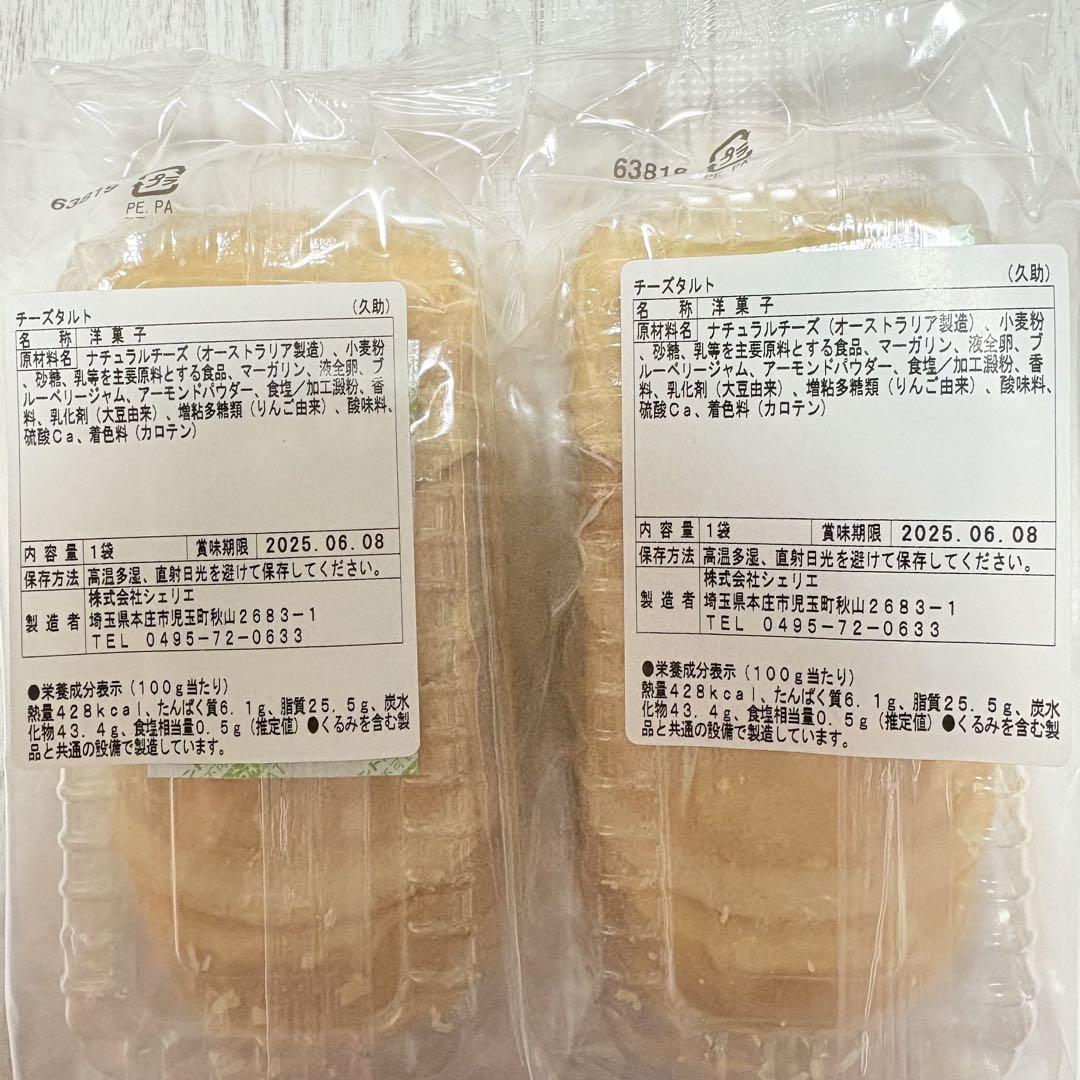 63819
プラ
PE. PA
チーズタルト （久助）
名 称 洋菓子
原材料名 ナチュラルチーズ（オーストラリア製造）、小麦粉
、砂糖、乳等を主要原料とする食品、マーガリン、液全卵、ブ
ルーベリージャム、アーモンドパウダー、食塩／加工澱粉、香
料、乳化剤（大豆由来）、増粘多糖類（りんご由来）、酸味料、
硫酸Ｃａ、着色料（カロテン）
内容量 1袋 賞味期限 2025.06.08
保存方法 高温多湿、直射日光を避けて保存してください。
製造者 株式会社シェリエ
埼玉県本庄市児玉町秋山２６８３−１
ＴＥＬ ０４９５−７２−０６３３
●栄養成分表示（１００ｇ当たり）
熱量４２８ｋｃａｌ、たんぱく質６．１ｇ、脂質２５．５ｇ、炭水
化物４３．４ｇ、食塩相当量０．５ｇ（推定値）●くるみを含む製
品と共通の設備で製造しています。
63819
プラ
PE. PA
チーズタルト （久助）
名 称 洋菓子
原材料名 ナチュラルチーズ（オーストラリア製造）、小麦粉
、砂糖、乳等を主要原料とする食品、マーガリン、液全卵、ブ
ルーベリージャム、アーモンドパウダー、食塩／加工澱粉、香
料、乳化剤（大豆由来）、増粘多糖類（りんご由来）、酸味料、
硫酸Ｃａ、着色料（カロテン）
内容量 1袋 賞味期限 2025.06.08
保存方法 高温多湿、直射日光を避けて保存してください。
製造者 株式会社シェリエ
埼玉県本庄市児玉町秋山２６８３−１
ＴＥＬ ０４９５−７２−０６３３
●栄養成分表示（１００ｇ当たり）
熱量４２８ｋｃａｌ、たんぱく質６．１ｇ、脂質２５．５ｇ、炭水
化物４３．４ｇ、食塩相当量０．５ｇ（推定値）●くるみを含む製
品と共通の設備で製造しています。